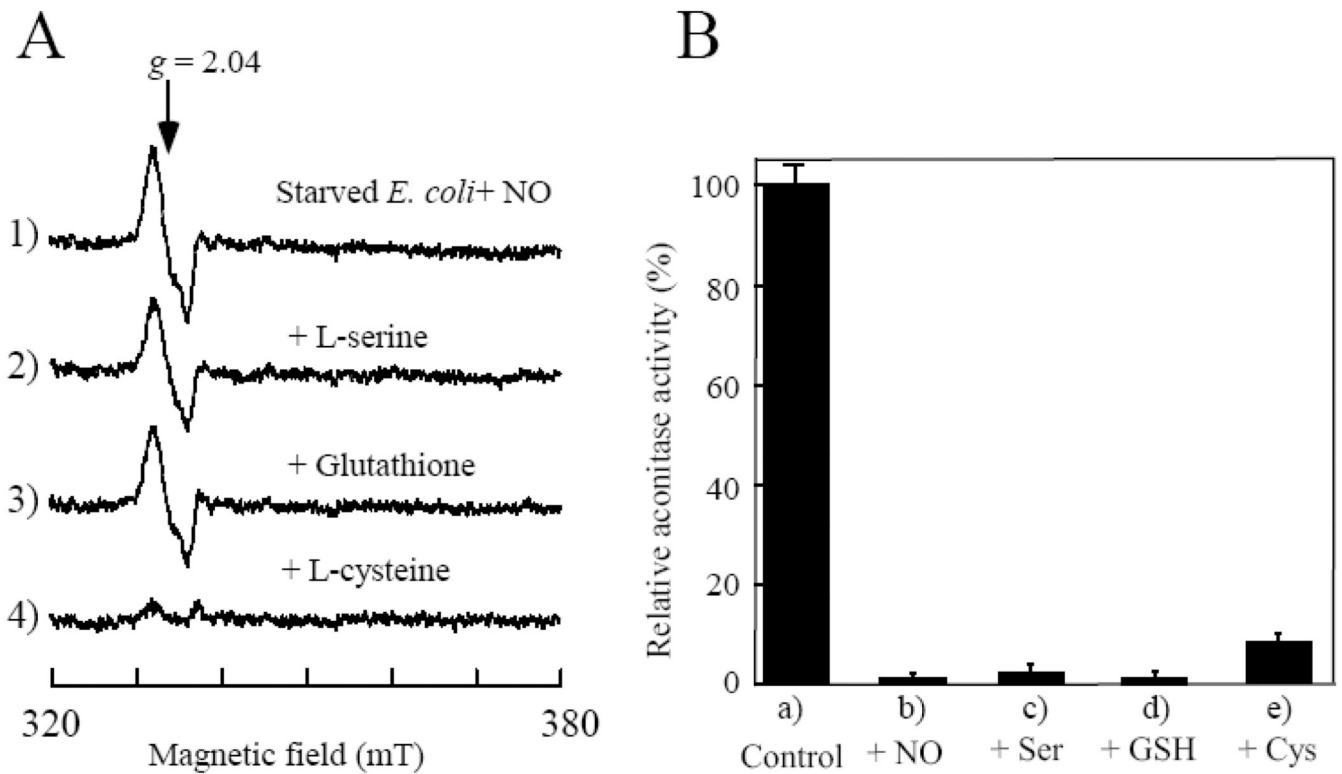 A
g = 2.04
Starved E. coli+ NO
1)
+ L-serine
2)
+ Glutathione
3)
+ L-cysteine
4)
320
380
Magnetic field (mT)
B
Relative aconitase activity (%)
100
80
60
40
20
0
a)
b)
c)
d)
e)
Control
+ NO
+ Ser
+ GSH
+ Cys